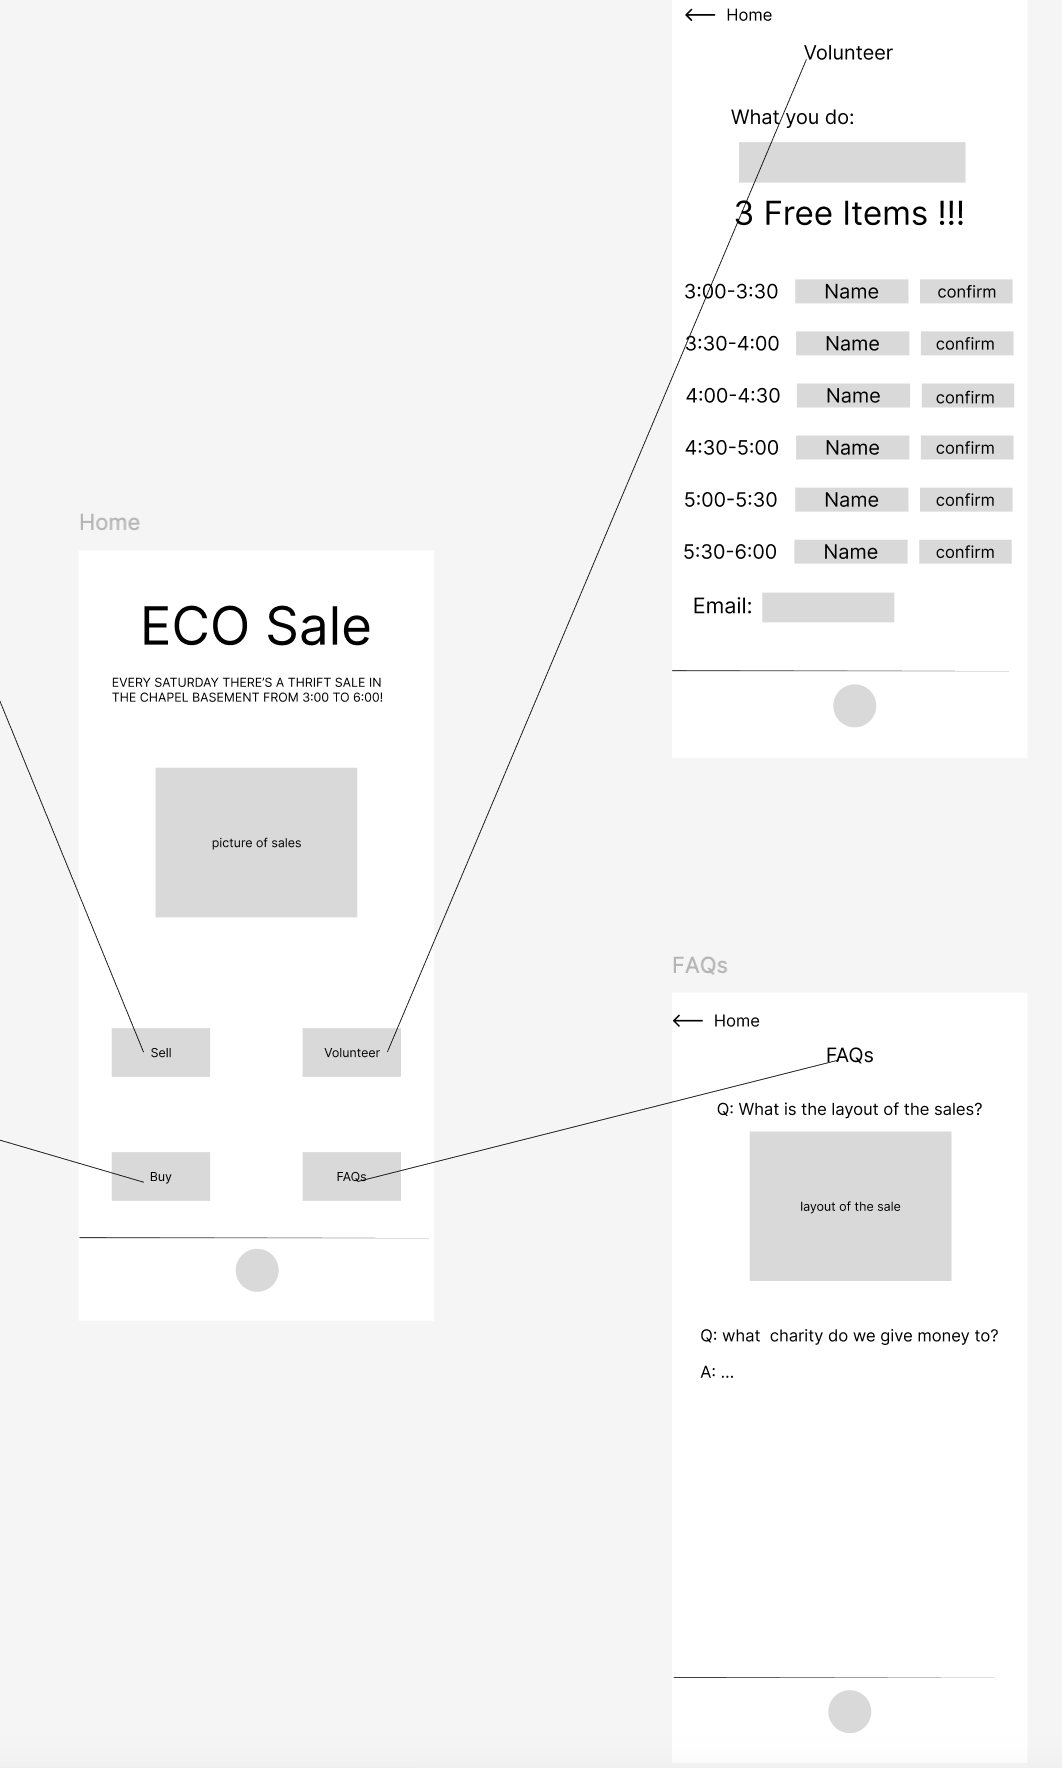 Home
ECO Sale
EVERY SATURDAY THERE'S A THRIFT SALE IN
THE CHAPEL BASEMENT FROM 3:00 TO 6:00!
picture of sales
Sell
Volunteer
Buy
FAQs
Home
Volunteer
What you do:
3 Free Items !!!
3:00-3:30 Name confirm
3:30-4:00 Name confirm
4:00-4:30 Name confirm
4:30-5:00 Name confirm
5:00-5:30 Name confirm
5:30-6:00 Name confirm
Email:
FAQs
Home
FAQs
Q: What is the layout of the sales?
layout of the sale
Q: what  charity do we give money to?
A: ...